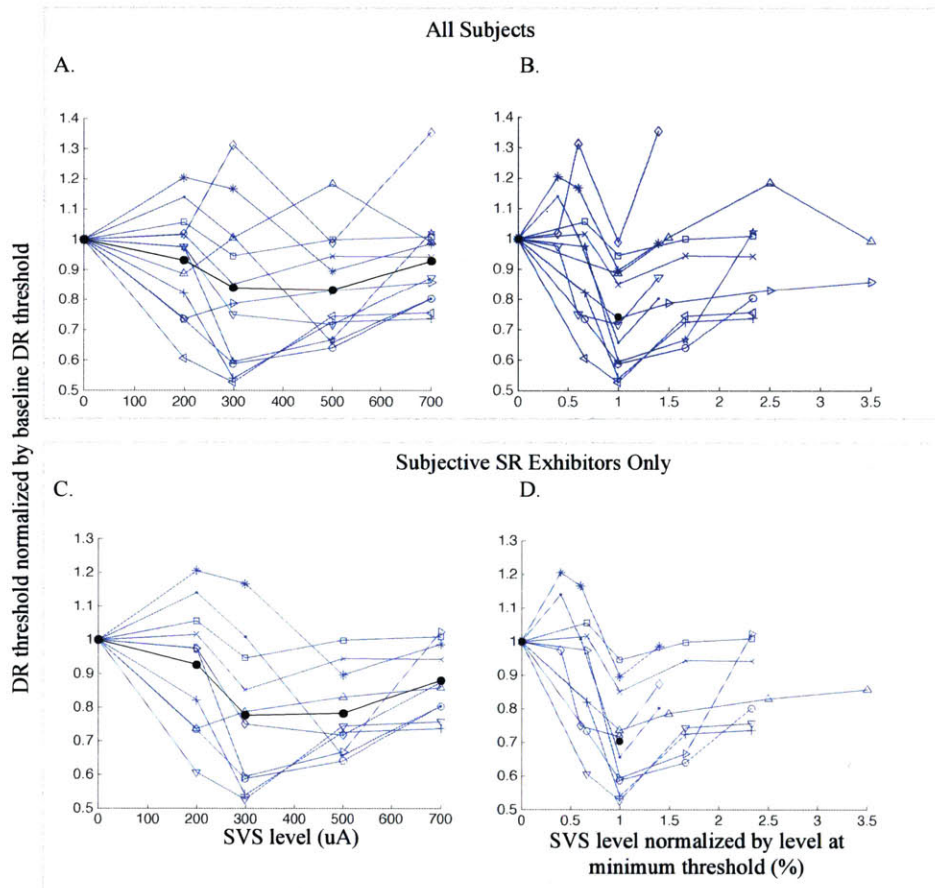 All Subjects
A.
B.
1.4
1.3
1.2
1.1
1
0.9
0.8
0.7
0.6
0.5
0 100 200 300 400 500 600 700
1.4
1.3
1.2
1.1
1
0.9
0.8
0.7
0.6
0.5
0 0.5 1 1.5 2 2.5 3 3.5
DR threshold normalized by baseline DR threshold
Subjective SR Exhibitors Only
C.
D.
1.3
1.2
1.1
1
0.9
0.8
0.7
0.6
0.5
0 100 200 300 400 500 600 700
SVS level (uA)
1.3
1.2
1.1
1
0.9
0.8
0.7
0.6
0.5
0 0.5 1 1.5 2 2.5 3 3.5
SVS level normalized by level at
minimum threshold (%)